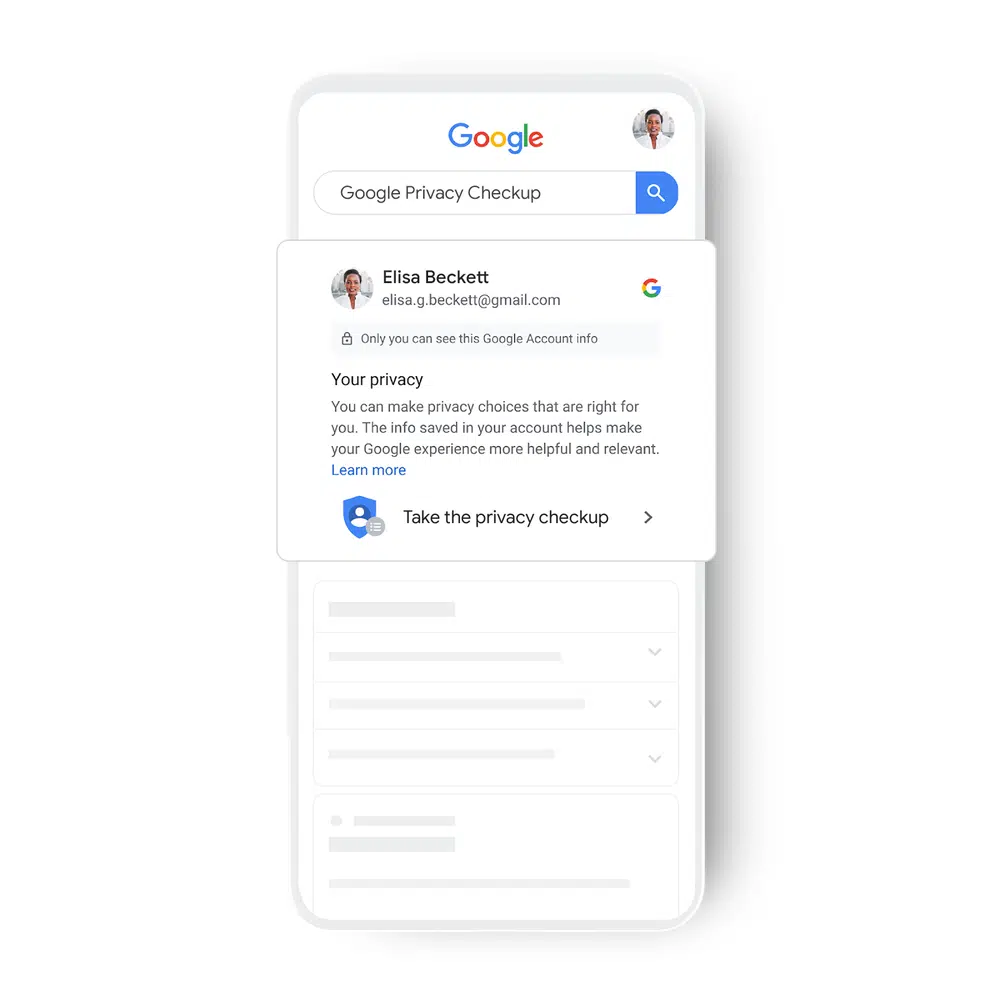 Google
Google Privacy Checkup
Elisa Beckett
elisa.g.beckett@gmail.com
Only you can see this Google Account info
Your privacy
You can make privacy choices that are right for
you. The info saved in your account helps make
your Google experience more helpful and relevant.
Learn more
Take the privacy checkup